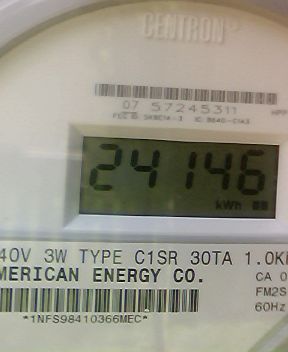 CENTRON
07 57245311
24146
kWh
40V 3W TYPE C1SR 30TA 1.0K
MERICAN ENERGY CO.
CA 0
FM2S
60Hz
*1NFS98410366MEC*